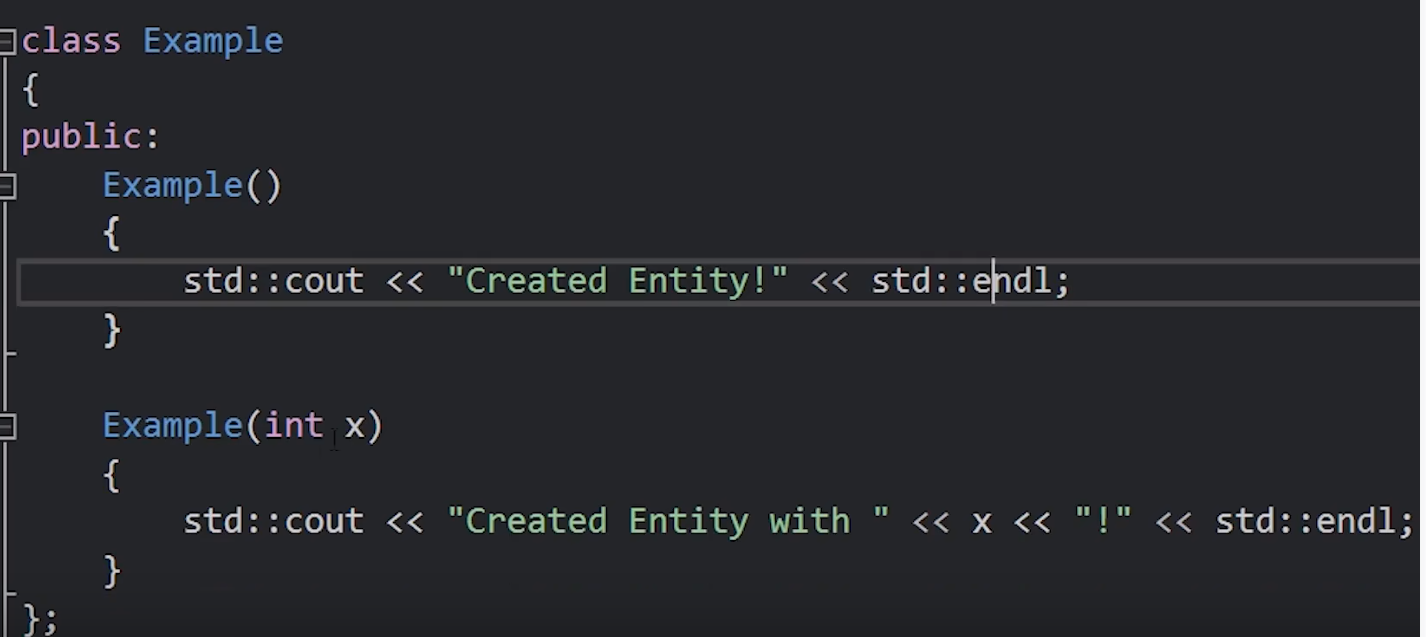 class Example
{
public:
    Example()
    {
        std::cout << "Created Entity!" << std::endl;
    }

    Example(int x)
    {
        std::cout << "Created Entity with " << x << "!" << std::endl;
    }
};